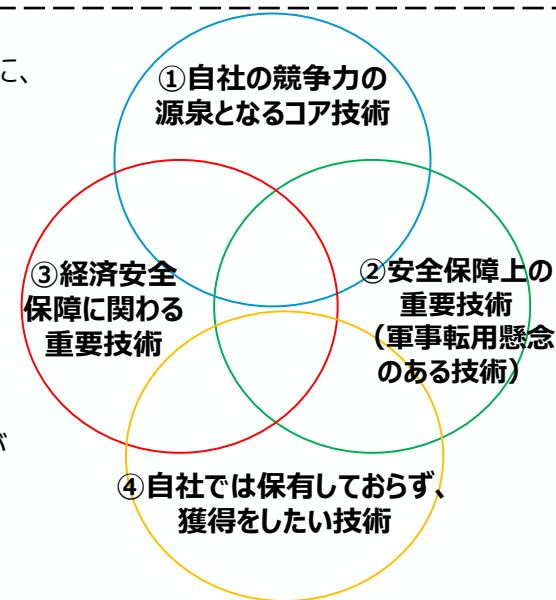 に、
①自社の競争力の
源泉となるコア技術
③経済安全
保障に関わる
重要技術
②安全保障上の
重要技術
（軍事転用懸念
のある技術）
が
④自社では保有しておらず、
獲得をしたい技術